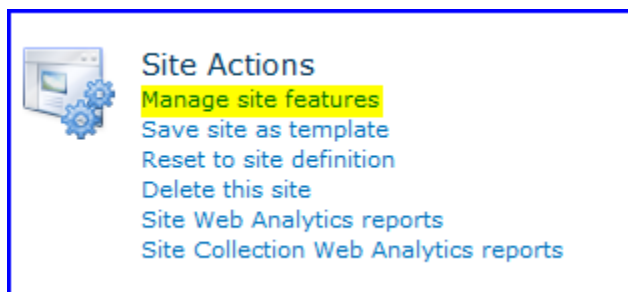 Site Actions
Manage site features
Save site as template
Reset to site definition
Delete this site
Site Web Analytics reports
Site Collection Web Analytics reports